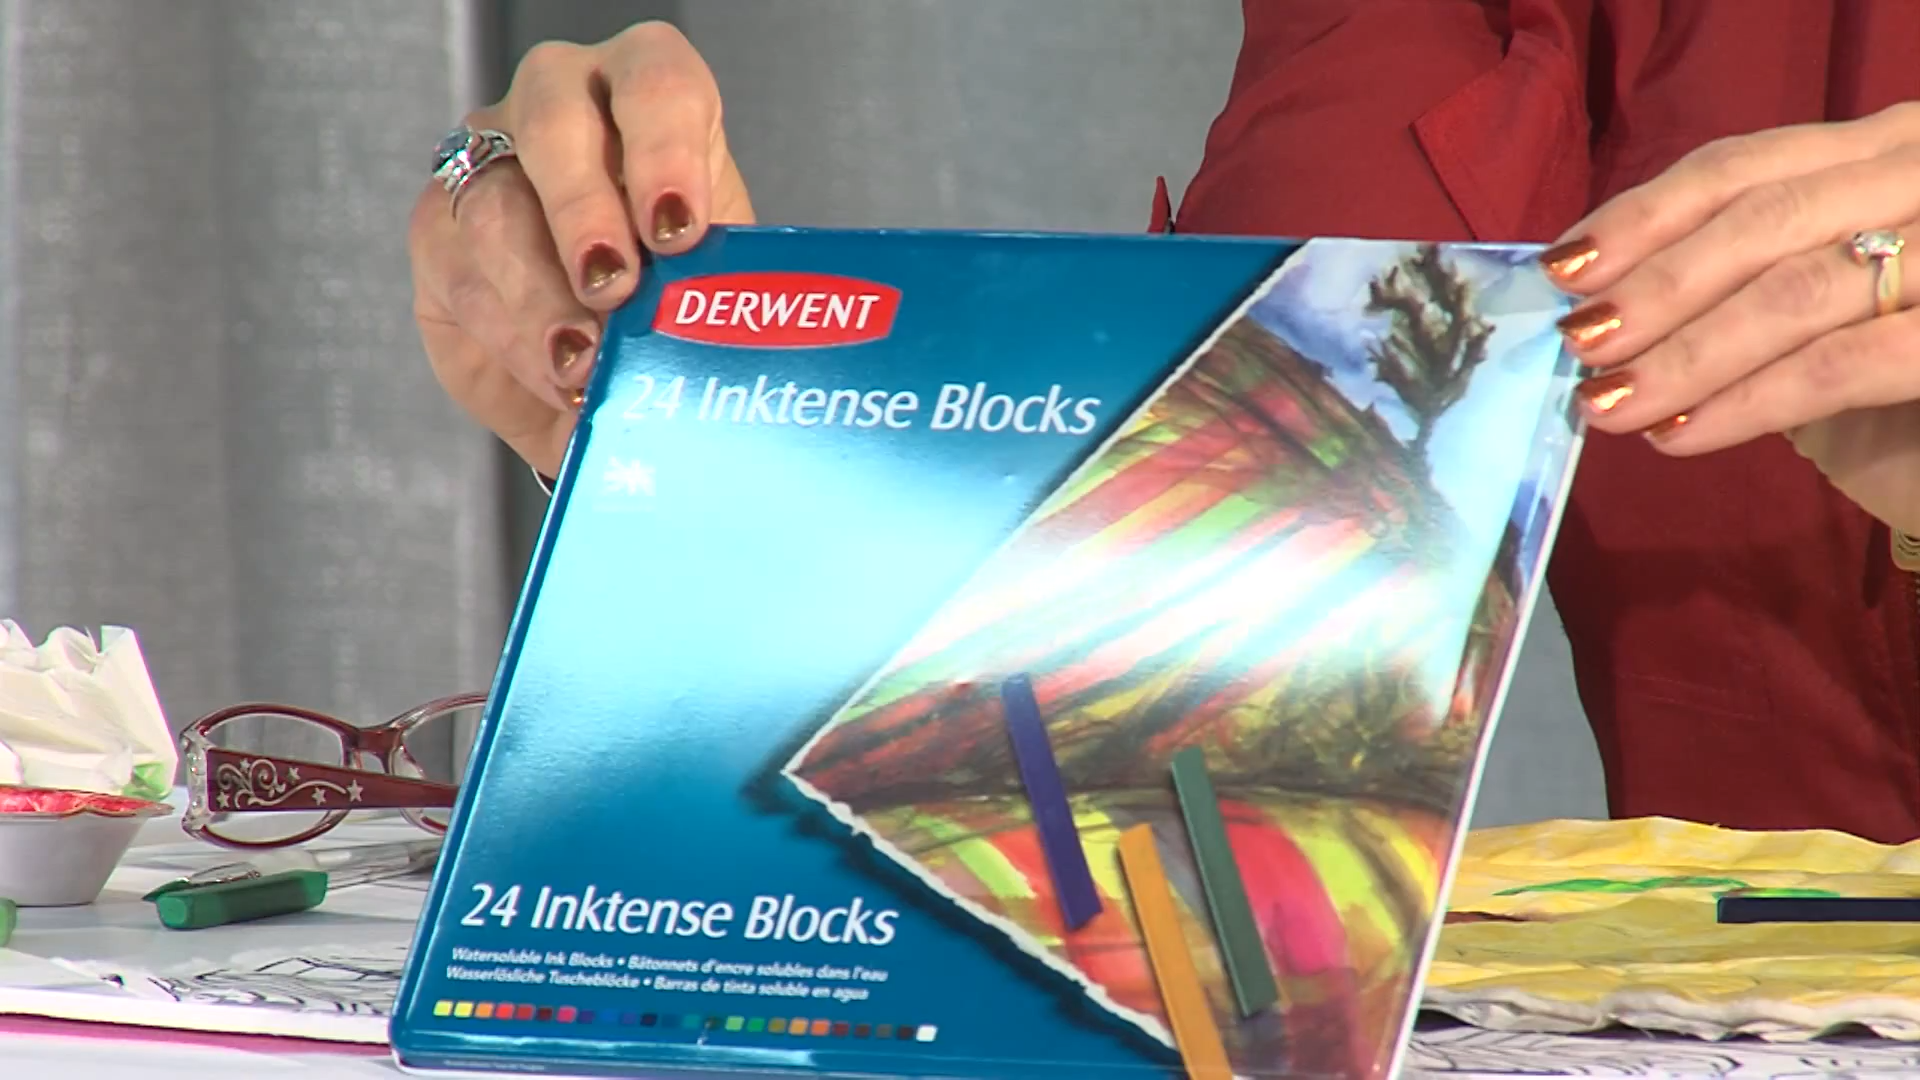 DERWENT
24 Inktense Blocks
24 Inktense Blocks
Watersoluble Ink Blocks • Bâtonnets d'encre solubles dans l'eau
Wasserlösliche Tuscheblöcke • Barras de tinta soluble en agua